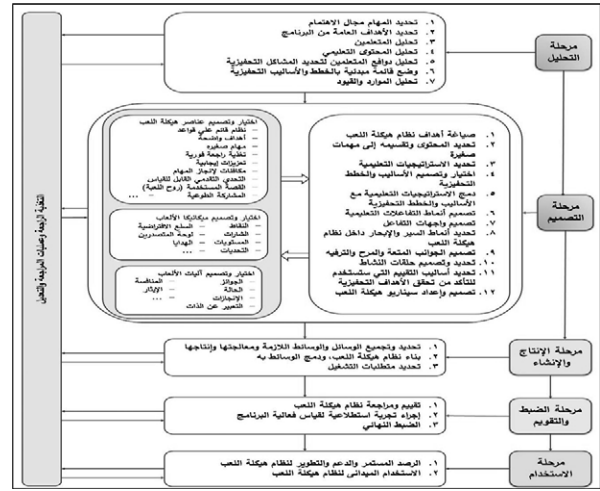 مرحلة
التحليل
١. تحديد المهام مجال الاهتمام
٢. تحديد الأهداف العامة من البرنامج
٣. تحليل المتعلمين
٤. تحليل المحتوى التعليمي
٥. تحليل دوافع المتعلمين لتحديد المشاكل التحفيزية
٦. وضع قائمة مبدئية بالخطط والأساليب التحفيزية
٧. تحليل الموارد والقيود
مرحلة
التصميم
١. صياغة أهداف نظام هيكلة اللعب
٢. تحديد المحتوى وتقسيمه إلى مهمات
صغيرة
٣. تحديد الاستراتيجيات التعليمية
٤. اختيار وتصميم الأساليب والخطط
التحفيزية
٥. دمج الاستراتيجيات التعليمية مع
الأساليب والخطط التحفيزية
٦. تصميم أنماط التفاعلات التعليمية
٧. تصميم واجهات التفاعل
٨. تحديد أنماط السير والإبحار داخل نظام
هيكلة اللعب
٩. تصميم الجوانب المتعة والمرح والترفيه
١٠. تحديد وتصميم حلقات النشاط
١١. تحديد أساليب التقييم التي ستستخدم
للتأكد من تحقق الأهداف التحفيزية
١٢. تصميم وإعداد سيناريو هيكلة اللعب
اختيار وتصميم عناصر هيكلة اللعب
– نظام قائم علي قواعد
– أهداف واضحة
– مهام صغيرة
– تغذية راجعة فورية
– تعزيزات إيجابية
– مكافآت لإنجاز المهام
– التحدي التقدمي القابل للقياس
– القصة المستخدمة (روح اللعبة)
– المشاركة الطوعية – ...
اختيار وتصميم ميكانيكا الألعاب
– النقاط – السلع الافتراضية
– الشارات – لوحة المتصدرين
– المستويات – الهدايا
– التحديات – ...
اختيار وتصميم آليات الألعاب
– الجوائز – المنافسة
– الحالة – الإيثار
– الإنجازات – ...
– التعبير عن الذات
مرحلة الإنتاج
والإنشاء
١. تحديد وتجميع الوسائل والوسائط اللازمة ومعالجتها وإنتاجها
٢. بناء نظام هيكلة اللعب، ودمج الوسائط به
٣. تحديد متطلبات التشغيل
مرحلة الضبط
والتقويم
١. تقييم ومراجعة نظام هيكلة اللعب
٢. إجراء تجربة استطلاعية لقياس فعالية البرنامج
٣. الضبط النهائي
مرحلة
الاستخدام
١. الرصد المستمر والدعم والتطوير لنظام هيكلة اللعب
٢. الاستخدام الميداني لنظام هيكلة اللعب
التغذية الراجعة وعمليات المراجعة والتعديل